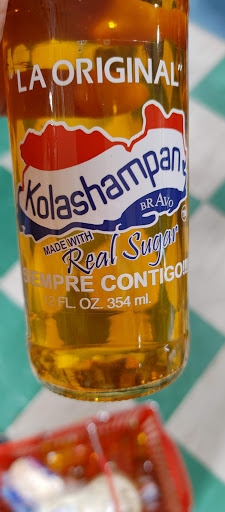 "LA ORIGINAL"
Kolashampan
BRAVO
MADE WITH
Real Sugar
SIEMPRE CONTIGO!!!
12 FL. OZ. 354 ml.